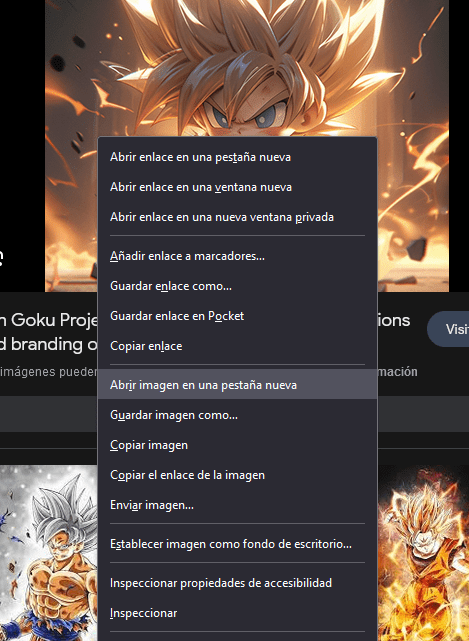 Abrir enlace en una pestaña nueva
Abrir enlace en una ventana nueva
Abrir enlace en una nueva ventana privada
Añadir enlace a marcadores...
Guardar enlace como...
n Goku Proje
ions
Visi
Guardar enlace en Pocket
d branding o
Copiar enlace
imágenes pueden
mación
Abrir imagen en una pestaña nueva
Guardar imagen como...
Copiar imagen
Copiar el enlace de la imagen
Enviar imagen...
Establecer imagen como fondo de escritorio...
Inspeccionar propiedades de accesibilidad
Inspeccionar